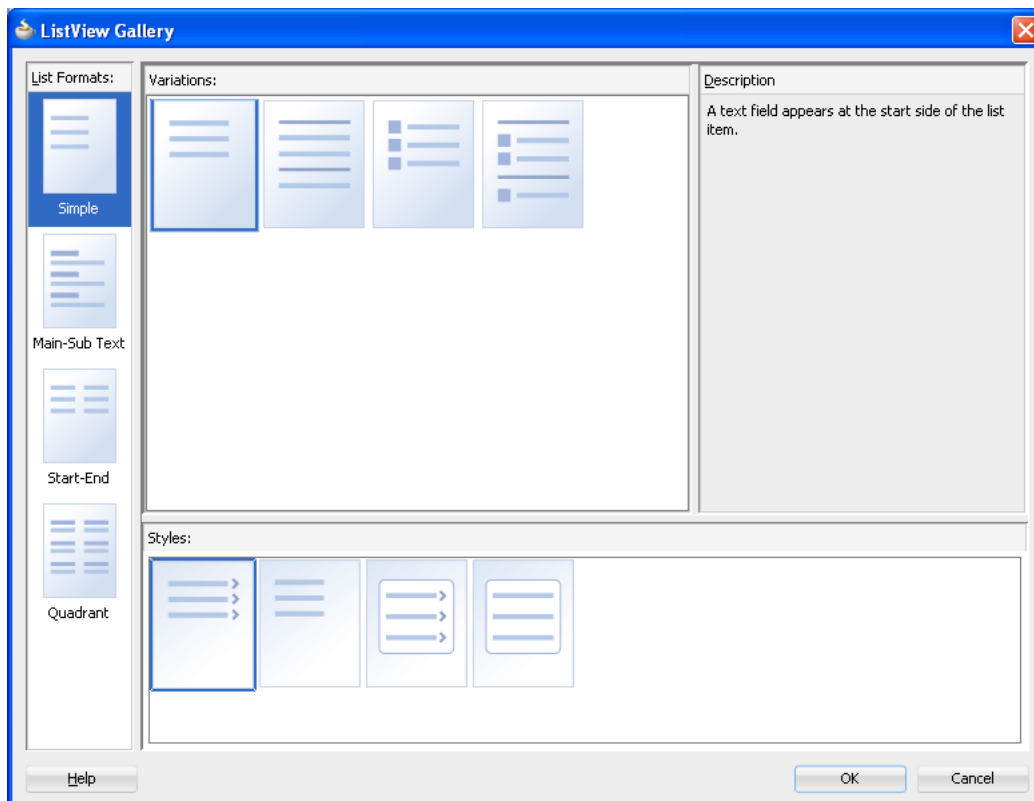 ListView Gallery
List Formats:
Simple
Main-Sub Text
Start-End
Quadrant
Variations:
Description
A text field appears at the start side of the list
item.
Styles:
Help
OK
Cancel